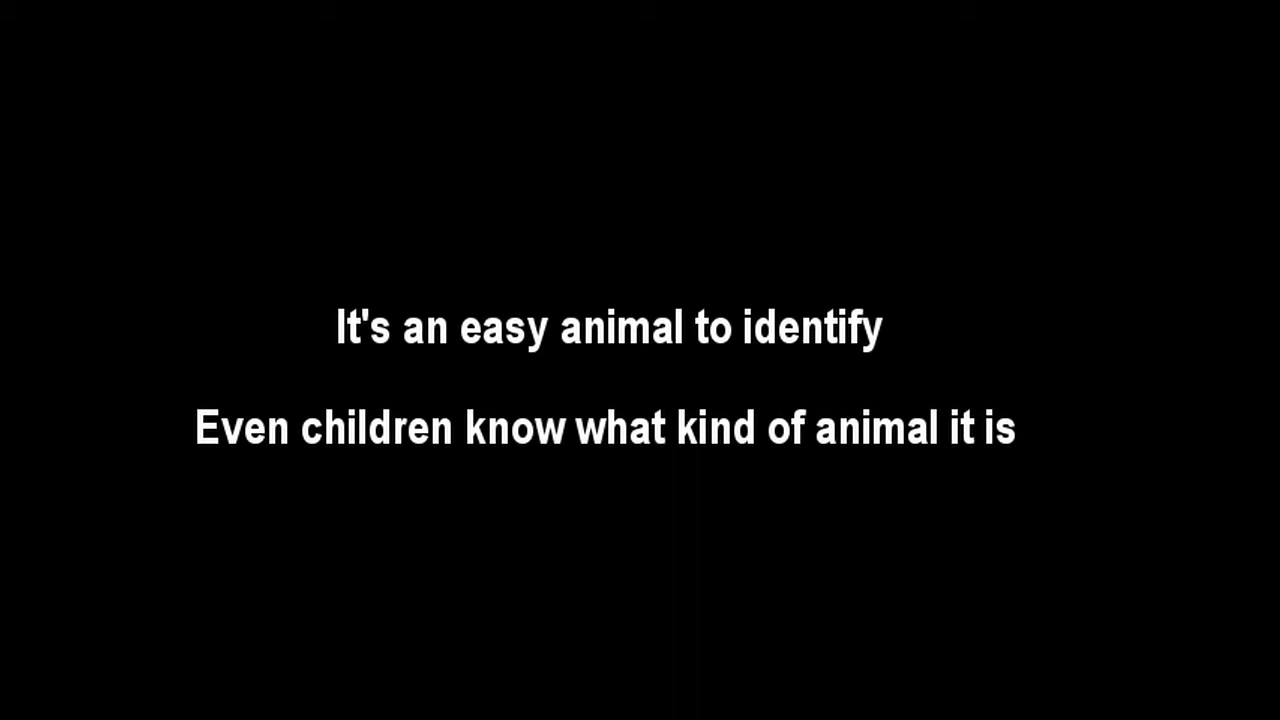 It's an easy animal to identify
Even children know what kind of animal it is